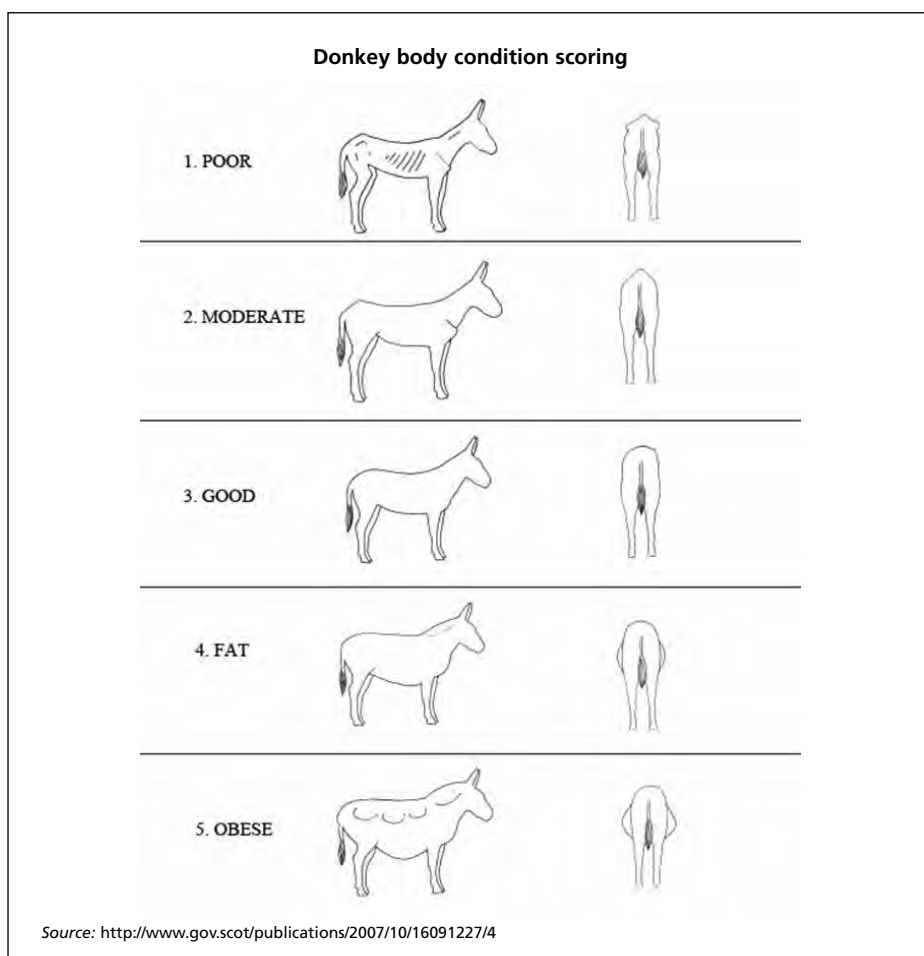 Donkey body condition scoring
1. POOR
2. MODERATE
3. GOOD
4. FAT
5. OBESE
Source: http://www.gov.scot/publications/2007/10/16091227/4